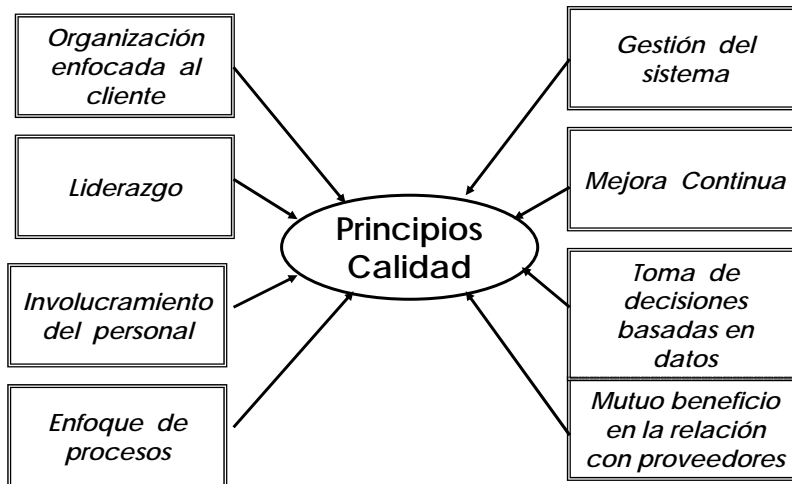 Organización
enfocada al
cliente
Liderazgo
Involucramiento
del personal
Enfoque de
procesos
Principios
Calidad
Gestión del
sistema
Mejora Continua
Toma de
decisiones
basadas en
datos
Mutuo beneficio
en la relación
con proveedores